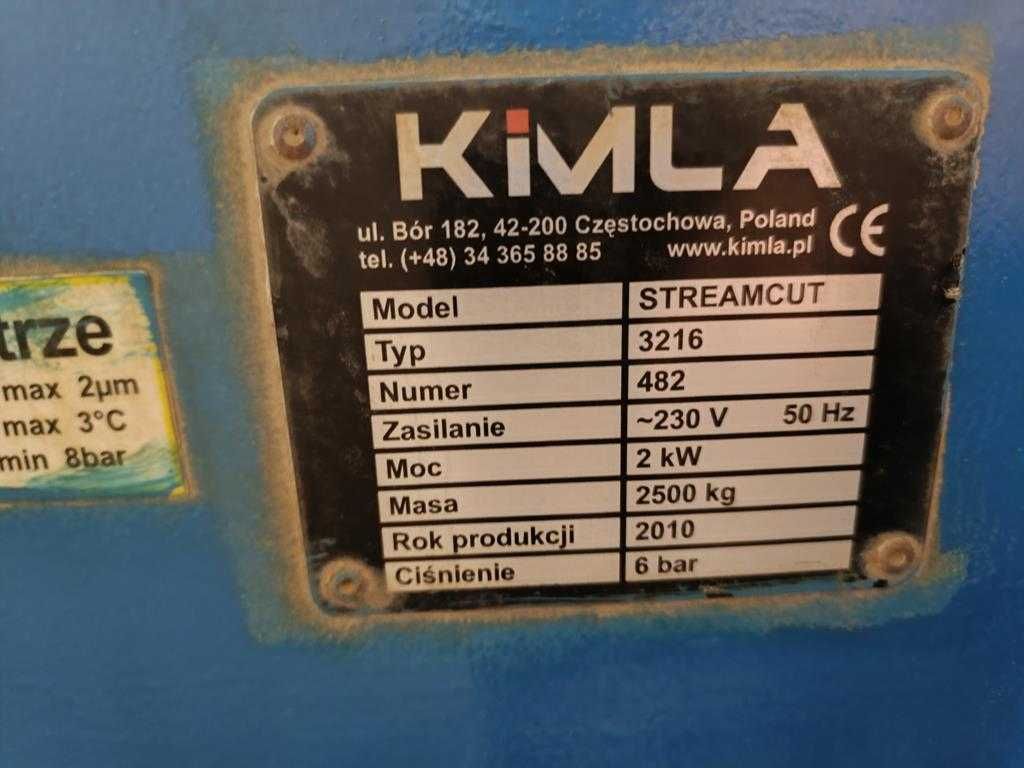 KiMLA
ul. Bór 182, 42-200 Częstochowa, Poland
tel. (+48) 34 365 88 85 www.kimla.pl
CE
Model STREAMCUT
Typ 3216
Numer 482
Zasilanie ~230 V 50 Hz
Moc 2 kW
Masa 2500 kg
Rok produkcji 2010
Ciśnienie 6 bar
trze
max 2µm
max 3°C
min 8bar